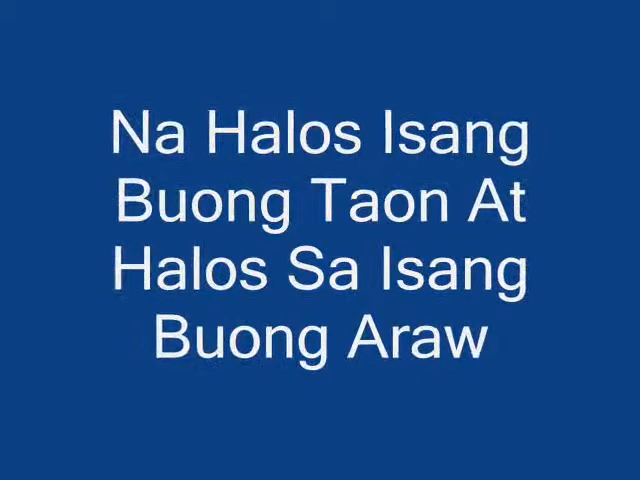 Na Halos Isang
Buong Taon At
Halos Sa Isang
Buong Araw